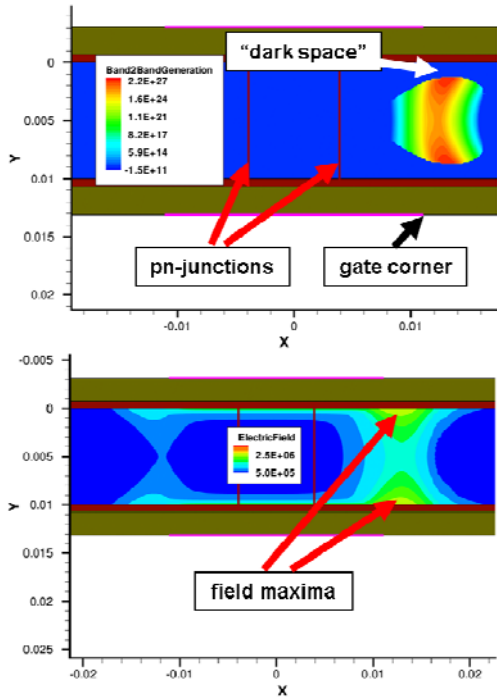 “dark space”
0
Band2BandGeneration
2.2E+27
1.6E+24
1.1E+21
8.2E+17
5.9E+14
-1.5E+11
0.005
Y
0.01
0.015
pn-junctions
gate corner
0.02
-0.01
0
0.01
X
-0.005
0
ElectricField
2.5E+06
5.0E+05
0.005
Y
0.01
0.015
field maxima
0.02
0.025
-0.02
-0.01
0
0.01
0.02
X